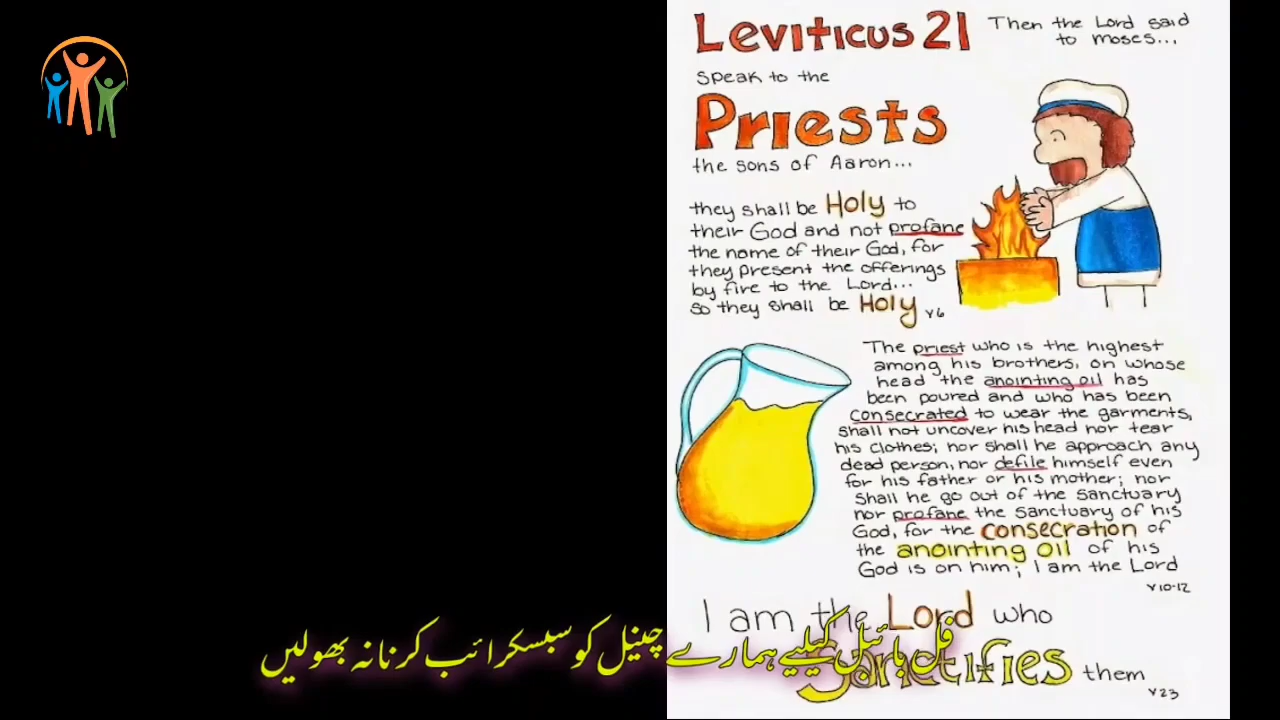 Leviticus 21
Then the Lord said
to Moses...
Speak to the
Priests
the sons of Aaron...
they shall be Holy to
their God and not profane
the name of their God, for
they present the offerings
by fire to the Lord...
so they shall be Holy v6
The priest who is the highest
among his brothers, on whose
head the anointing oil has
been poured and who has been
consecrated to wear the garments,
shall not uncover his head nor tear
his clothes; nor shall he approach any
dead person, nor defile himself even
for his father or his mother; nor
shall he go out of the sanctuary
nor profane the sanctuary of his
God, for the consecration of
the anointing oil of his
God is on him; I am the Lord
v10-12
I am the Lord who
Sanctifies them
v23
فل بائبل کیلیے ہمارے چینل کو سبسکرائب کرنا نہ بھولیں